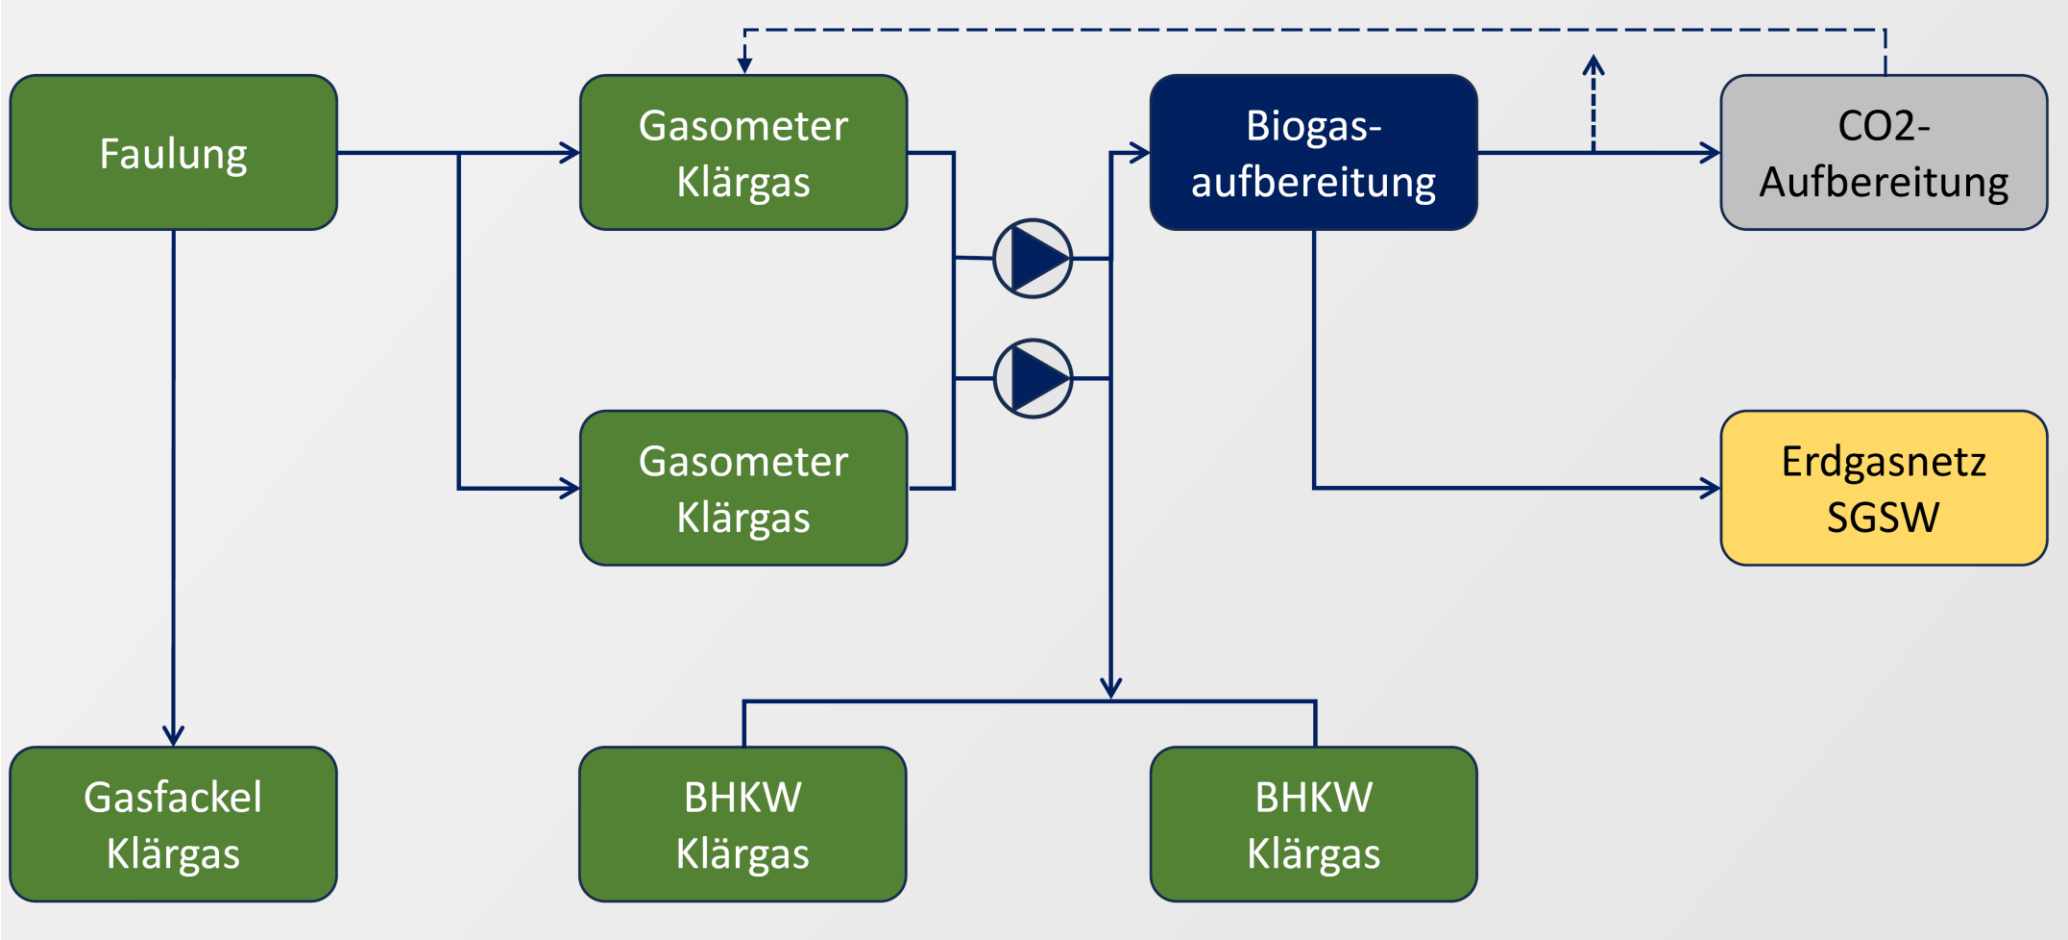 Faulung
Gasometer
Klärgas
Biogas-
aufbereitung
CO2-
Aufbereitung
Gasometer
Klärgas
Erdgasnetz
SGSW
Gasfackel
Klärgas
BHKW
Klärgas
BHKW
Klärgas